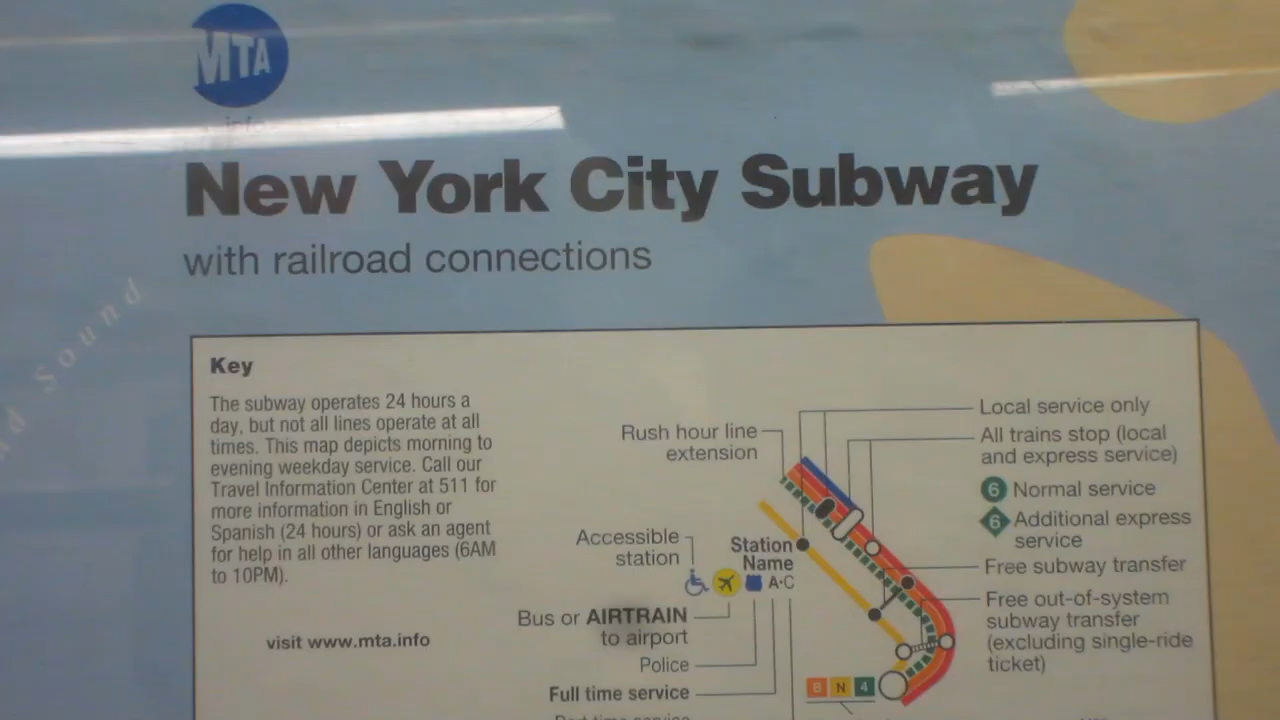 MTA
New York City Subway
with railroad connections
Sound
Key
The subway operates 24 hours a
day, but not all lines operate at all
times. This map depicts morning to
evening weekday service. Call our
Travel Information Center at 511 for
more information in English or
Spanish (24 hours) or ask an agent
for help in all other languages (6AM
to 10PM).
visit www.mta.info
Rush hour line
extension
Accessible
station
Station
Name
A•C
Bus or AIRTRAIN
to airport
Police
Full time service
Part time service
Local service only
All trains stop (local
and express service)
6 Normal service
6 Additional express
service
Free subway transfer
Free out-of-system
subway transfer
(excluding single-ride
ticket)
B N 4